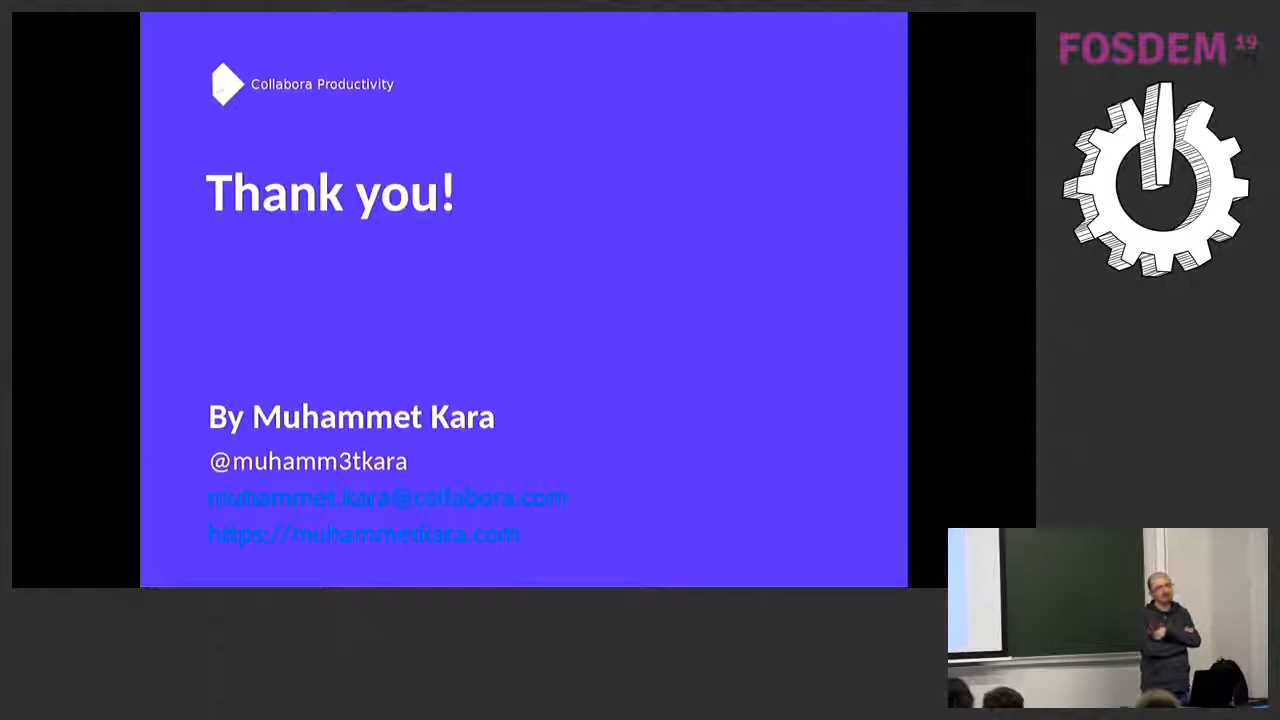 Collabora Productivity
Thank you!
By Muhammet Kara
@muhamm3tkara
muhammet.kara@collabora.com
https://muhammetkara.com
FOSDEM 19